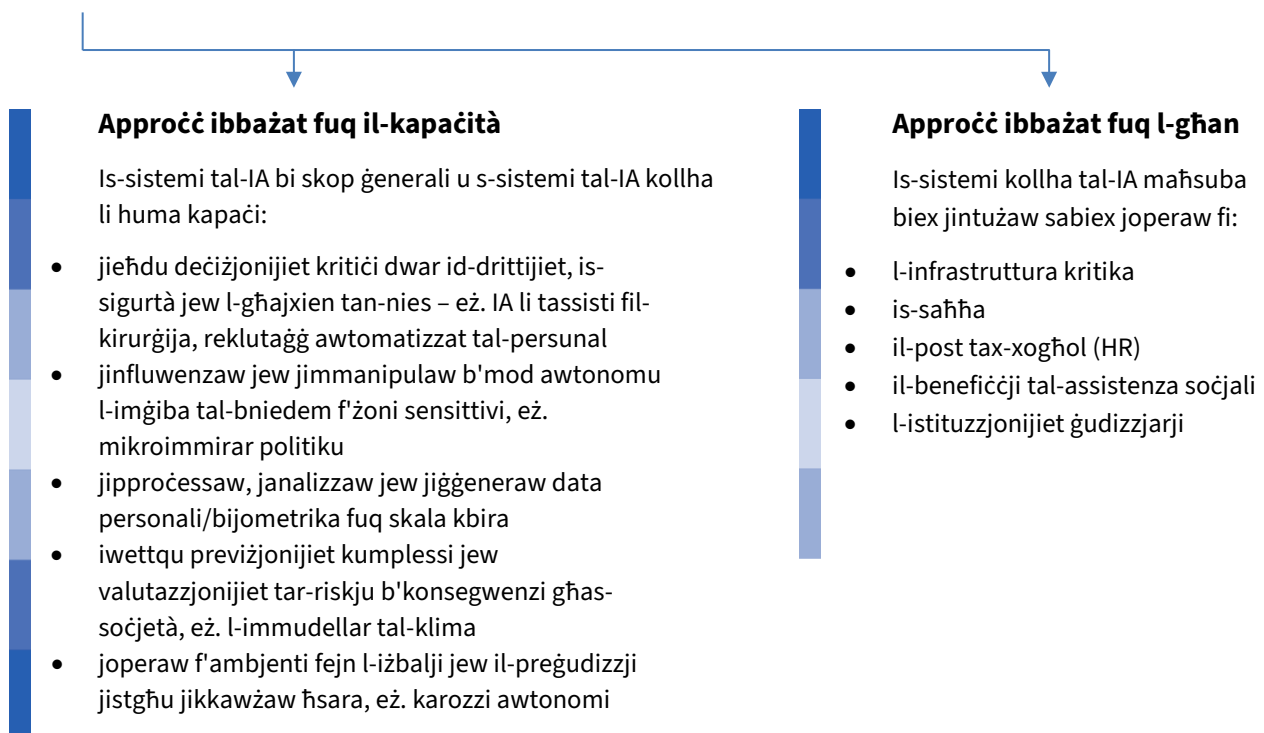 Approċċ ibbażat fuq il-kapaċità
Is-sistemi tal-IA bi skop ġenerali u s-sistemi tal-IA kollha
li huma kapaċi:
• jieħdu deċiżjonijiet kritiċi dwar id-drittijiet, is-
sigurtà jew l-għajxien tan-nies – eż. IA li tassisti fil-
kirurġija, reklutaġġ awtomatizzat tal-persunal
• jinfluwenzaw jew jimmanipulaw b'mod awtonomu
l-imġiba tal-bniedem f'żoni sensittivi, eż.
mikroimmirar politiku
• jipproċessaw, janalizzaw jew jiġġeneraw data
personali/bijometrika fuq skala kbira
• iwettqu previżjonijiet kumplessi jew
valutazzjonijiet tar-riskju b'konsegwenzi għas-
soċjetà, eż. l-immudellar tal-klima
• joperaw f'ambjenti fejn l-iżbalji jew il-preġudizzji
jistgħu jikkawżaw ħsara, eż. karozzi awtonomi
Approċċ ibbażat fuq l-għan
Is-sistemi kollha tal-IA maħsuba
biex jintużaw sabiex joperaw fi:
• l-infrastruttura kritika
• is-saħħa
• il-post tax-xogħol (HR)
• il-benefiċċji tal-assistenza soċjali
• l-istituzzjonijiet ġudizzjarji